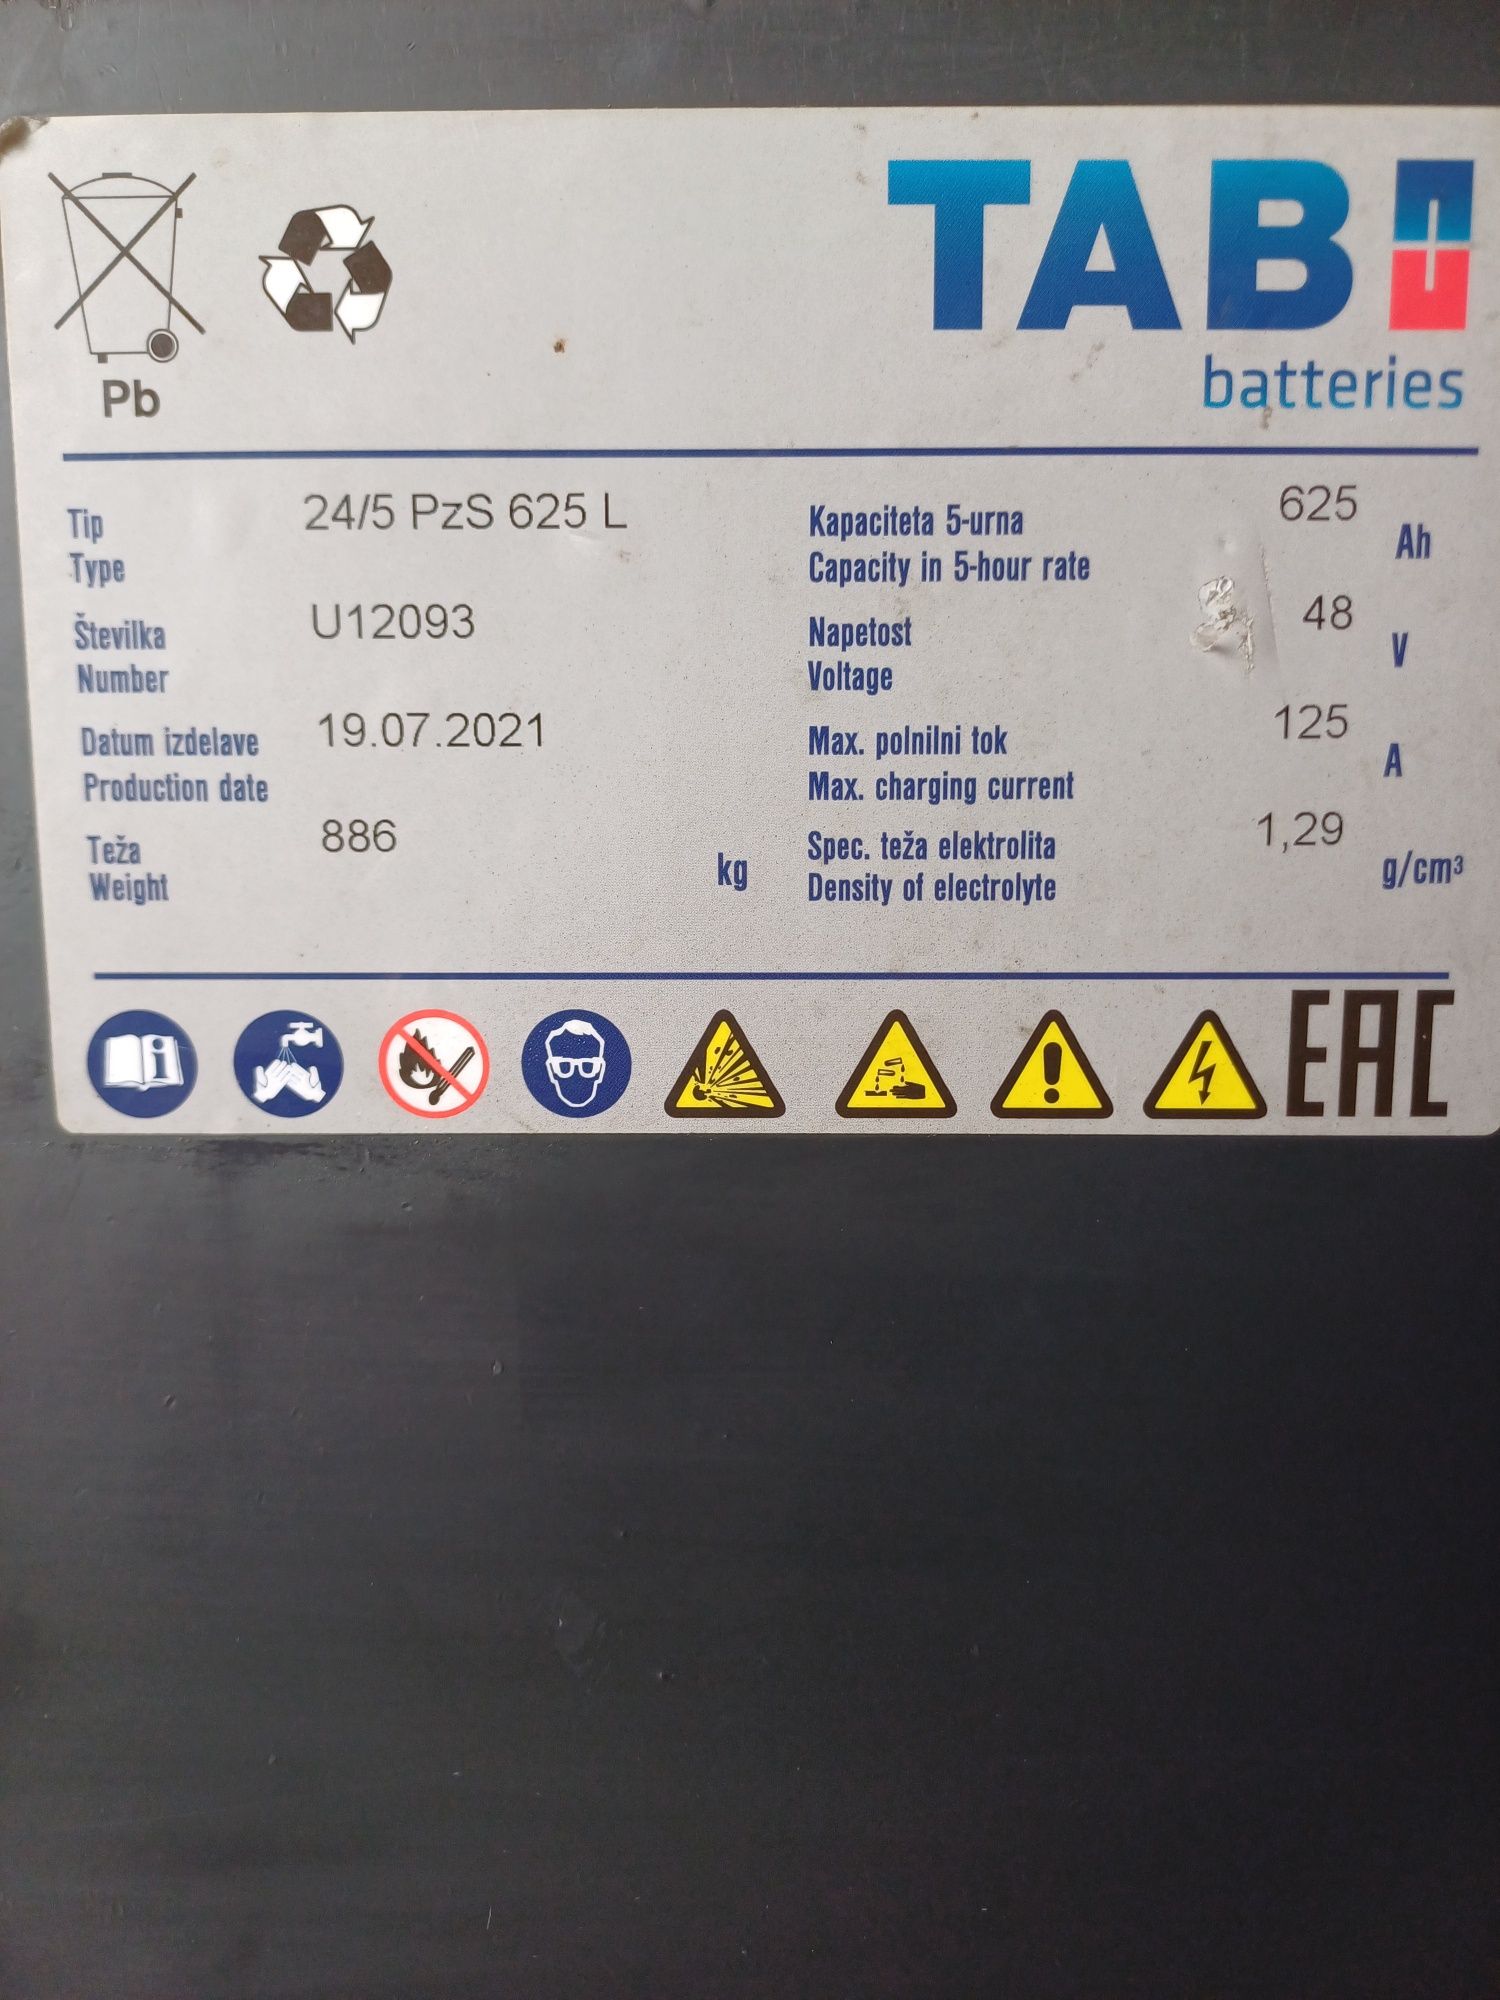 TAB
batteries
Pb
Tip 24/5 PzS 625 L
Type
Številka U12093
Number
Datum izdelave 19.07.2021
Production date
Teža 886 kg
Weight
Kapaciteta 5-urna 625 Ah
Capacity in 5-hour rate
Napetost 48 V
Voltage
Max. polnilni tok 125 A
Max. charging current
Spec. teža elektrolita 1,29 g/cm³
Density of electrolyte
EAC